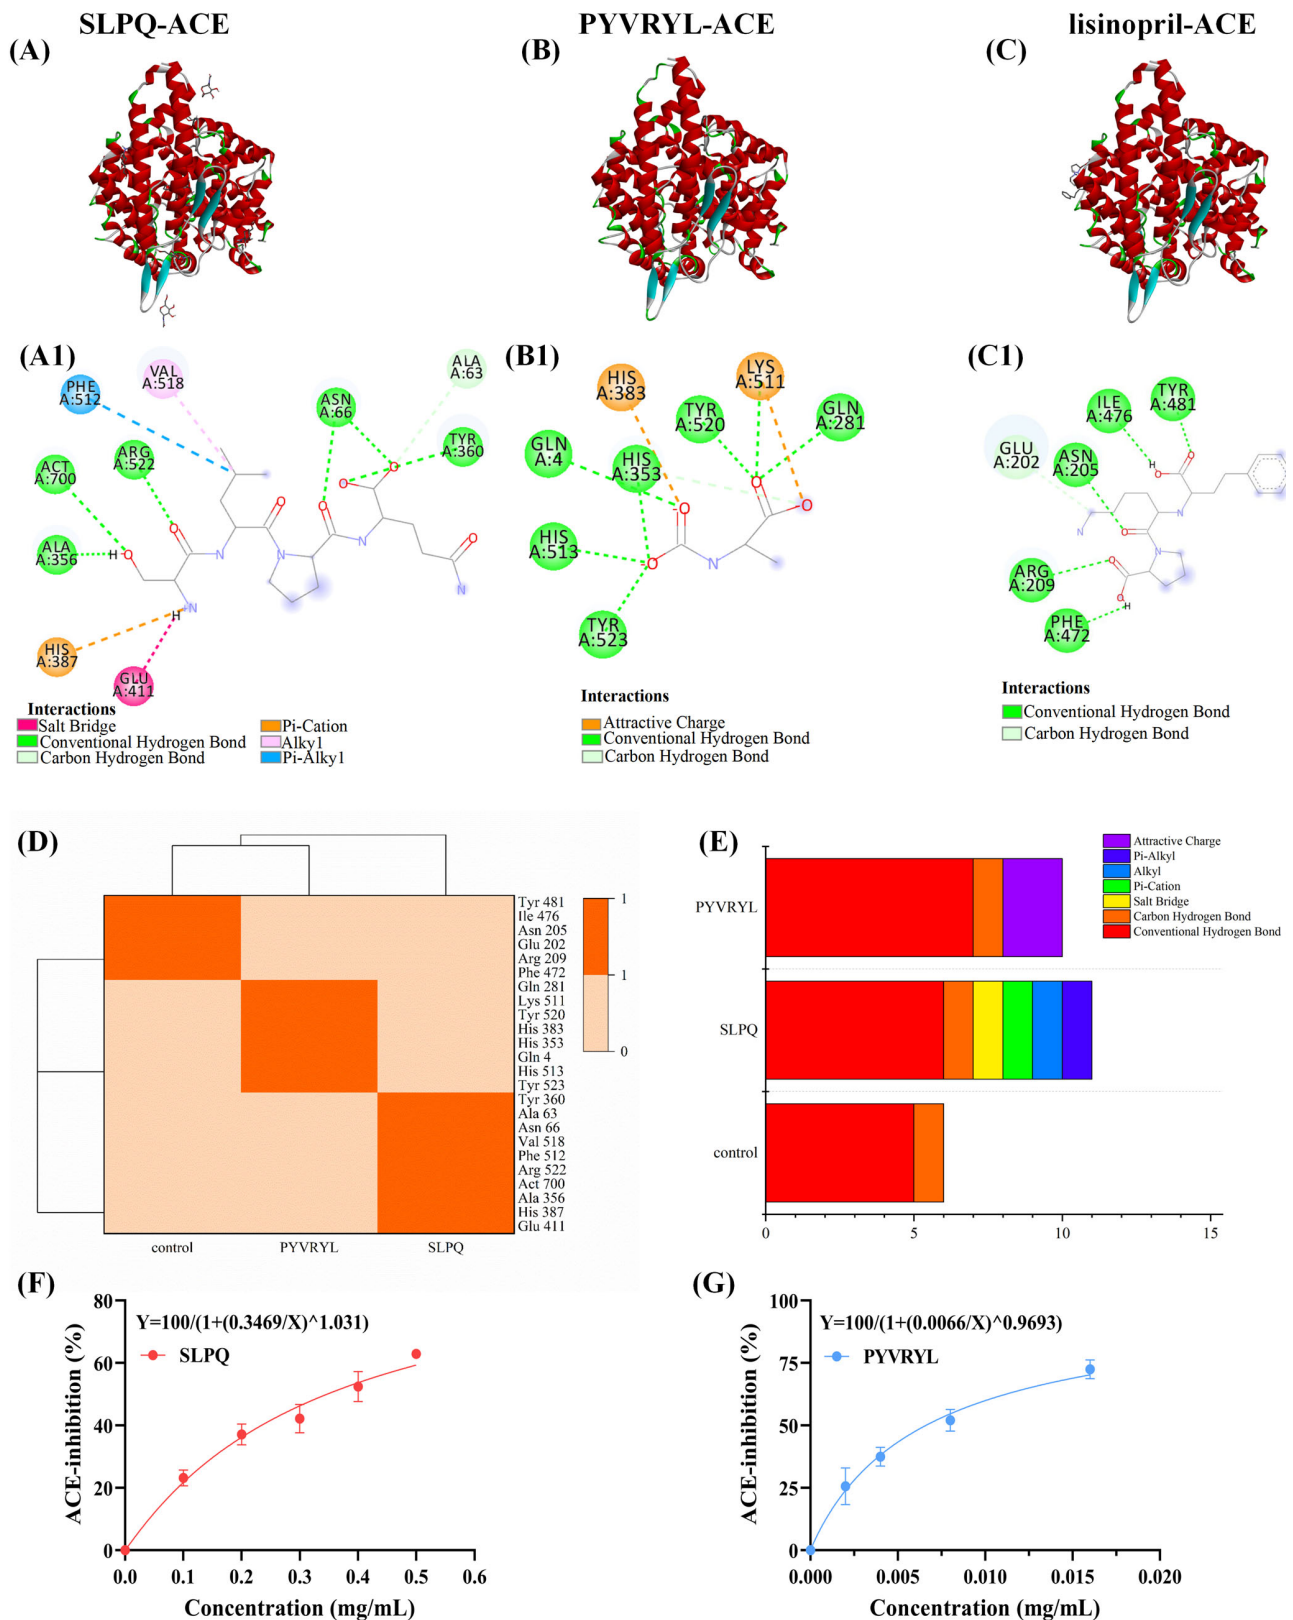 SLPQ-ACE
PYVRYL-ACE
lisinopril-ACE
(A)
(B)
(C)
(A1)
VAL
A:518
PHE
A:512
ASN
A:66
ALA
A:63
ARG
A:522
TYR
A:360
ACT
A:700
ALA
A:356
HIS
A:387
GLU
A:411
O
O
O
O
O
O
O
H
N
N
N
N
N
H
Interactions
Salt Bridge
Conventional Hydrogen Bond
Carbon Hydrogen Bond
Pi-Cation
Alky1
Pi-Alky1
(B1)
HIS
A:383
LYS
A:511
TYR
A:520
GLN
A:281
GLN
A:4
HIS
A:353
HIS
A:513
TYR
A:523
O
O
-O
-O
N
Interactions
Attractive Charge
Conventional Hydrogen Bond
Carbon Hydrogen Bond
(C1)
ILE
A:476
TYR
A:481
GLU
A:202
ASN
A:205
ARG
A:209
PHE
A:472
H
O
O
O
N
N
N
O
O
H
Interactions
Conventional Hydrogen Bond
Carbon Hydrogen Bond
(D)
Tyr 481
Ile 476
Asn 205
Glu 202
Arg 209
Phe 472
Gln 281
Lys 511
Tyr 520
His 383
His 353
Gln 4
His 513
Tyr 523
Tyr 360
Ala 63
Asn 66
Val 518
Phe 512
Arg 522
Act 700
Ala 356
His 387
Glu 411
1
1
0
control
PYVRYL
SLPQ
(E)
Attractive Charge
Pi-Alkyl
Alkyl
Pi-Cation
Salt Bridge
Carbon Hydrogen Bond
Conventional Hydrogen Bond
PYVRYL
SLPQ
control
0
5
10
15
(F)
Y=100/(1+(0.3469/X)^1.031)
SLPQ
ACE-inhibition (%)
80
60
40
20
0
0.0
0.1
0.2
0.3
0.4
0.5
0.6
Concentration (mg/mL)
(G)
Y=100/(1+(0.0066/X)^0.9693)
PYVRYL
ACE-inhibition (%)
100
75
50
25
0
0.000
0.005
0.010
0.015
0.020
Concentration (mg/mL)